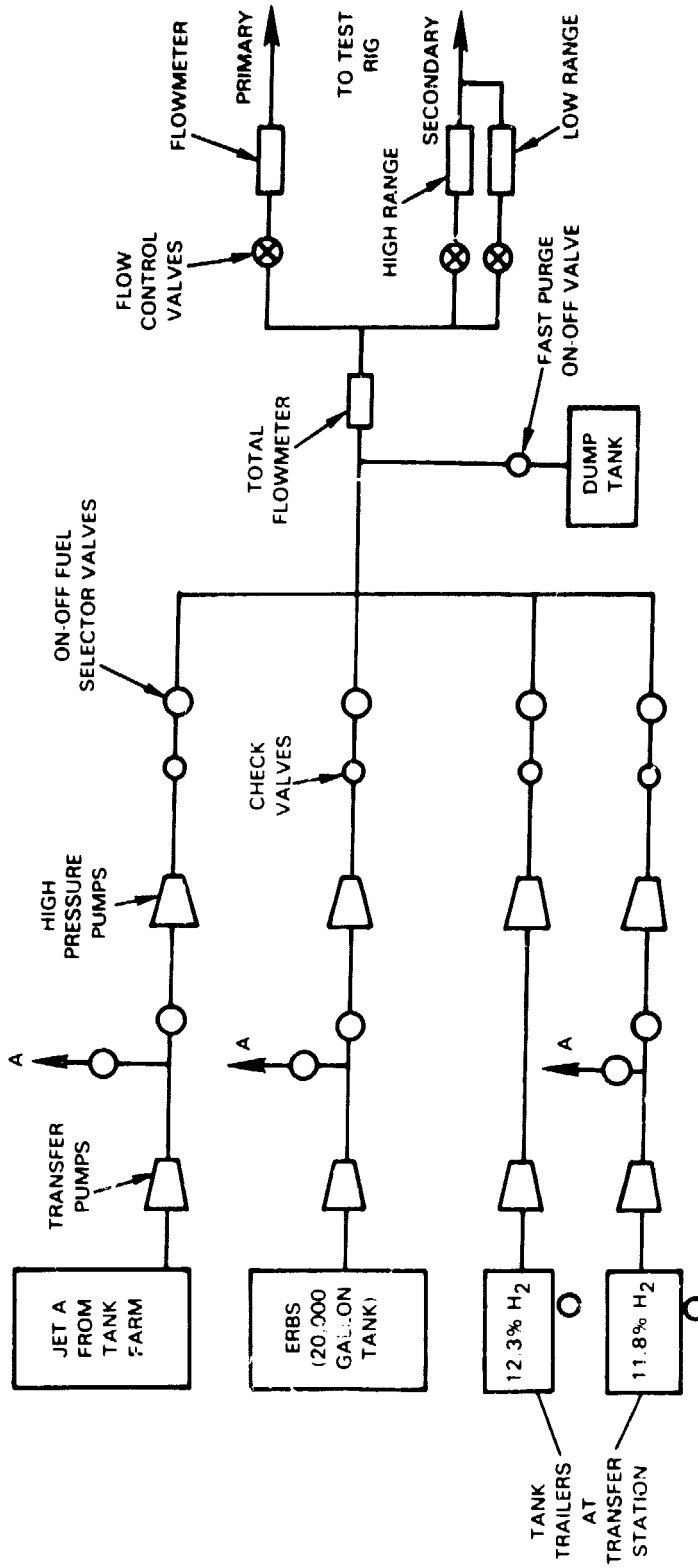 JET A
FROM
TANK
FARM
TRANSFER
PUMPS
A
HIGH
PRESSURE
PUMPS
ON-OFF FUEL
SELECTOR VALVES
ERBS
(20,000
GALLON
TANK)
A
CHECK
VALVES
TANK
TRAILERS
AT
TRANSFER
STATION
12.3% H2
11.8% H2
A
TOTAL
FLOWMETER
DUMP
TANK
FAST PURGE
ON-OFF VALVE
FLOW
CONTROL
VALVES
FLOWMETER
PRIMARY
TO TEST
RIG
HIGH RANGE
SECONDARY
LOW RANGE